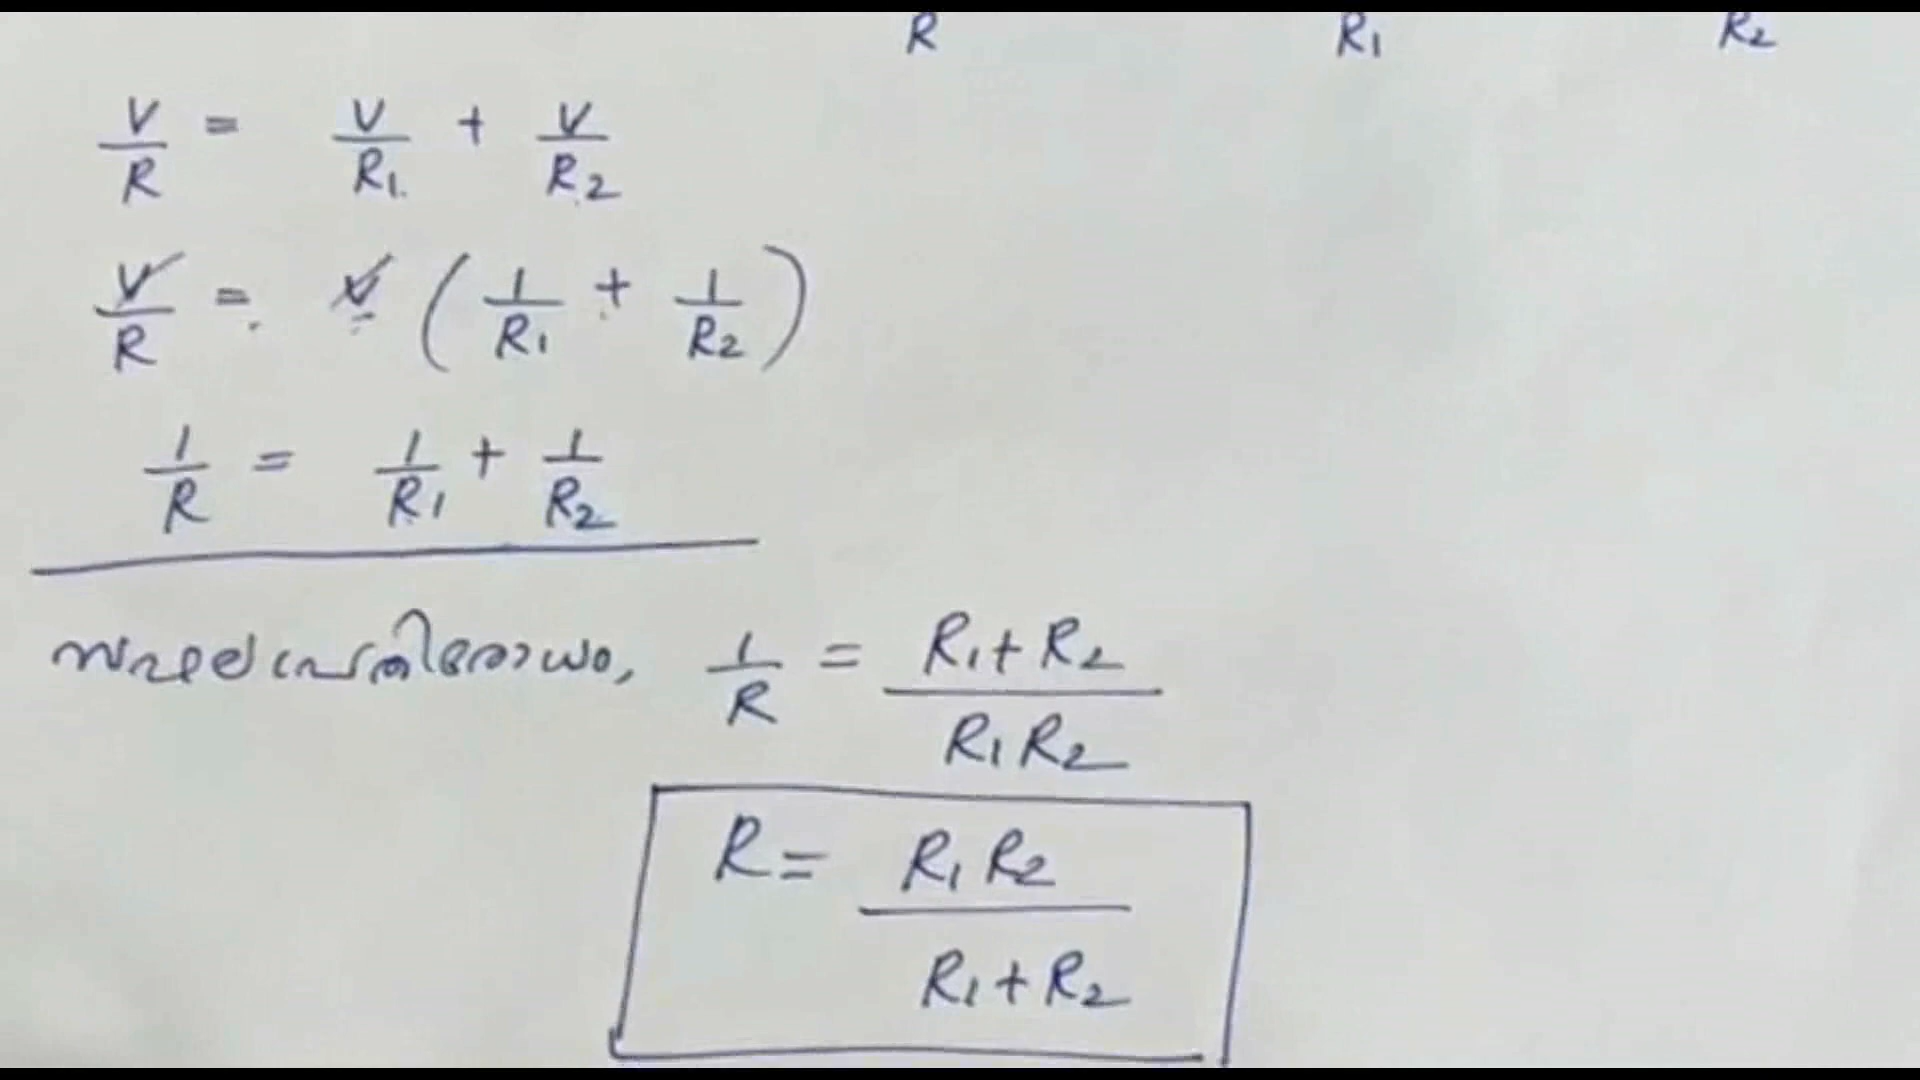 R R₁ R₂
V/R = V/R₁ + V/R₂
V/R = V (1/R₁ + 1/R₂)
1/R = 1/R₁ + 1/R₂
1/R = R₁+R₂ / R₁R₂
R = R₁R₂ / R₁+R₂